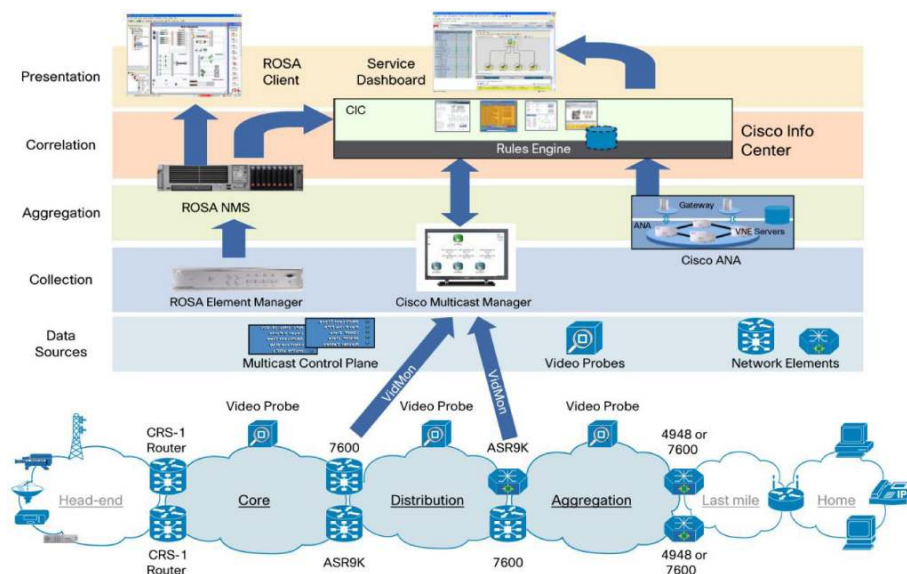 Presentation
ROSA
Client
Service
Dashboard
CIC
Correlation
Rules Engine
Cisco Info
Center
Aggregation
ROSA NMS
Gateway
ANA
VNE Servers
Cisco ANA
Collection
ROSA Element Manager
Cisco Multicast Manager
Data
Sources
Multicast Control Plane
Video Probes
Network Elements
VidMon
VidMon
CRS-1
Router
Video Probe
7600
Video Probe
ASR9K
Video Probe
4948 or
7600
Head-end
Core
Distribution
Aggregation
Last mile
Home
IP
CRS-1
Router
ASR9K
7600
4948 or
7600